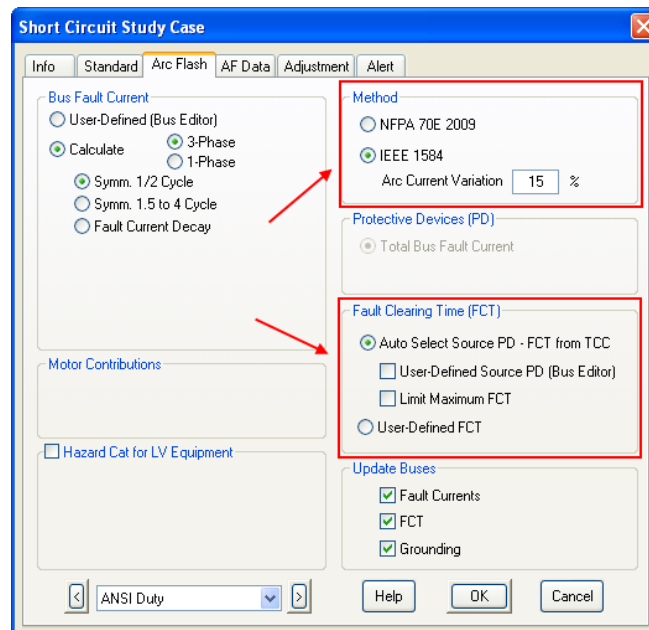 Short Circuit Study Case
Info Standard Arc Flash AF Data Adjustment Alert
Bus Fault Current
User-Defined (Bus Editor)
Calculate
3-Phase
1-Phase
Symm. 1/2 Cycle
Symm. 1.5 to 4 Cycle
Fault Current Decay
Motor Contributions
Hazard Cat for LV Equipment
Method
NFPA 70E 2009
IEEE 1584
Arc Current Variation 15 %
Protective Devices (PD)
Total Bus Fault Current
Fault Clearing Time (FCT)
Auto Select Source PD - FCT from TCC
User-Defined Source PD (Bus Editor)
Limit Maximum FCT
User-Defined FCT
Update Buses
Fault Currents
FCT
Grounding
< ANSI Duty > Help OK Cancel